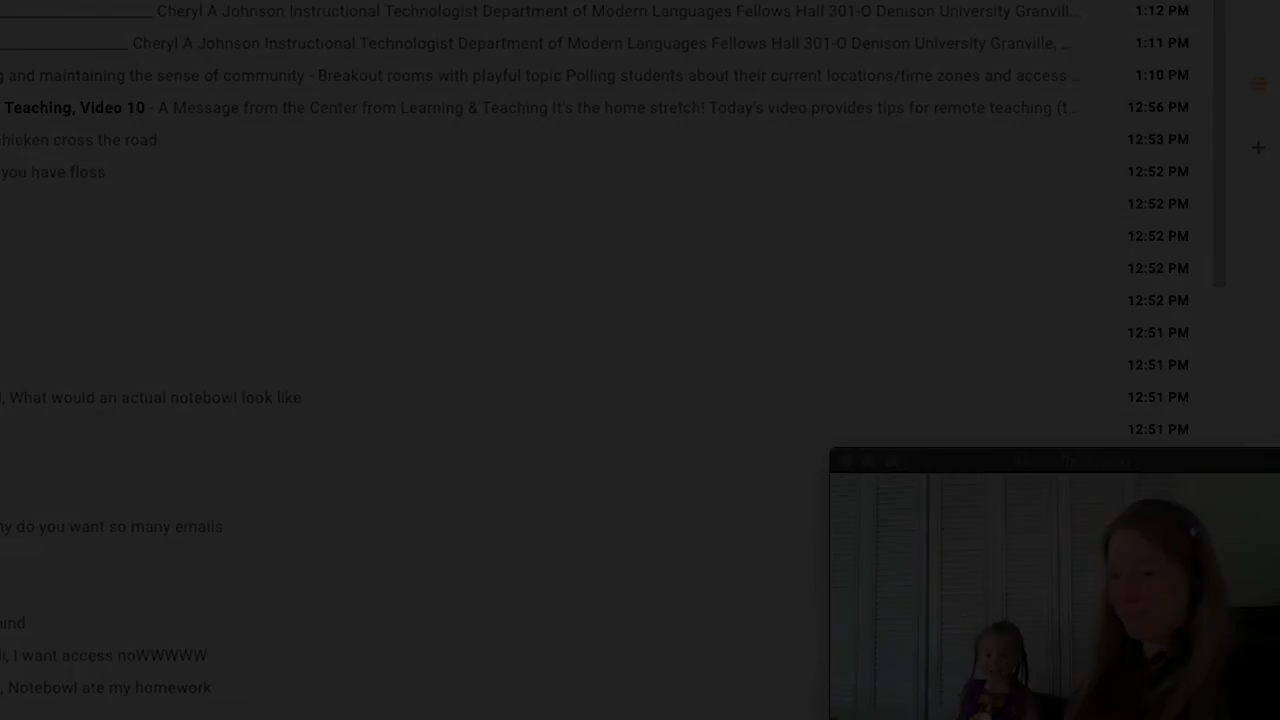 Cheryl A Johnson Instructional Technologist Department of Modern Languages Fellows Hall 301-O Denison University Granvill... 1:12 PM
Cheryl A Johnson Instructional Technologist Department of Modern Languages Fellows Hall 301-O Denison University Granville, ... 1:11 PM
g and maintaining the sense of community - Breakout rooms with playful topic Polling students about their current locations/time zones and access ... 1:10 PM
Teaching, Video 10 - A Message from the Center from Learning & Teaching It's the home stretch! Today's video provides tips for remote teaching (t... 12:56 PM
hicken cross the road 12:53 PM
you have floss 12:52 PM
12:52 PM
12:52 PM
12:52 PM
12:52 PM
12:51 PM
12:51 PM
l, What would an actual notebowl look like 12:51 PM
12:51 PM
hy do you want so many emails
ind
li, I want access noWWWWW
, Notebowl ate my homework